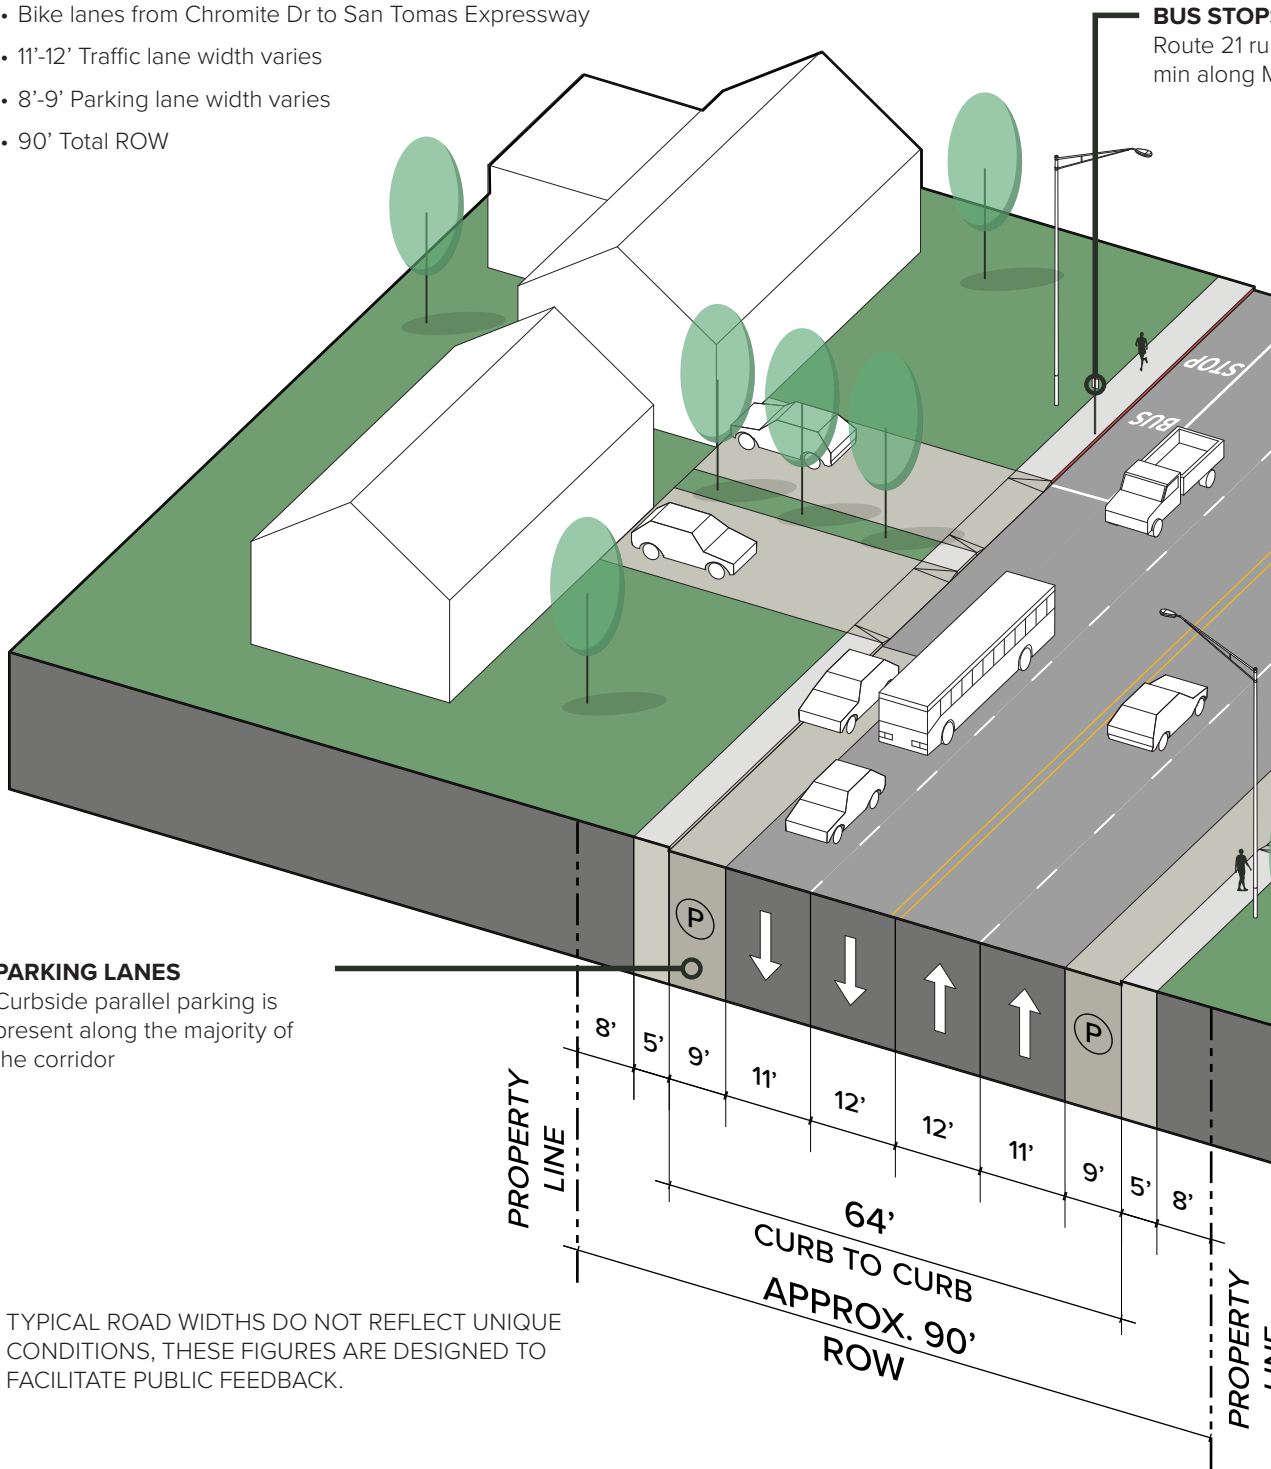 • Bike lanes from Chromite Dr to San Tomas Expressway
• 11’-12’ Traffic lane width varies
• 8’-9’ Parking lane width varies
• 90’ Total ROW
BUS STOPS
Route 21 ru
min along M
STOP
BUS
PARKING LANES
Curbside parallel parking is
present along the majority of
the corridor
P
P
8’
5’
9’
11’
12’
12’
11’
9’
5’
8’
PROPERTY
LINE
64’
CURB TO CURB
APPROX. 90’
ROW
PROPERTY
LINE
TYPICAL ROAD WIDTHS DO NOT REFLECT UNIQUE
CONDITIONS, THESE FIGURES ARE DESIGNED TO
FACILITATE PUBLIC FEEDBACK.